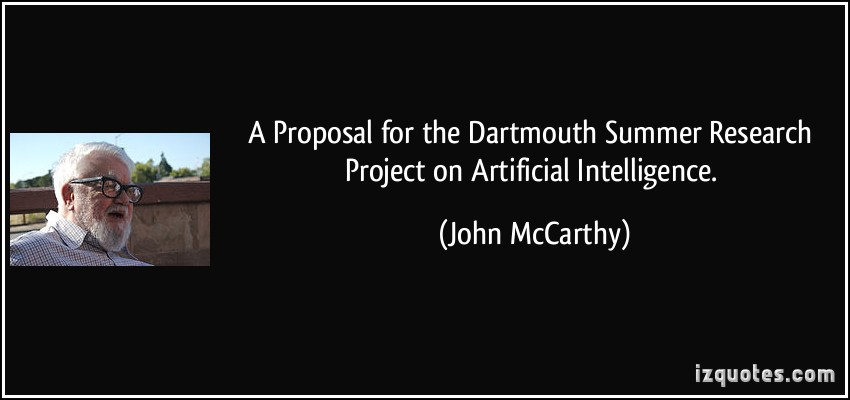 A Proposal for the Dartmouth Summer Research
Project on Artificial Intelligence.
(John McCarthy)
izquotes.com